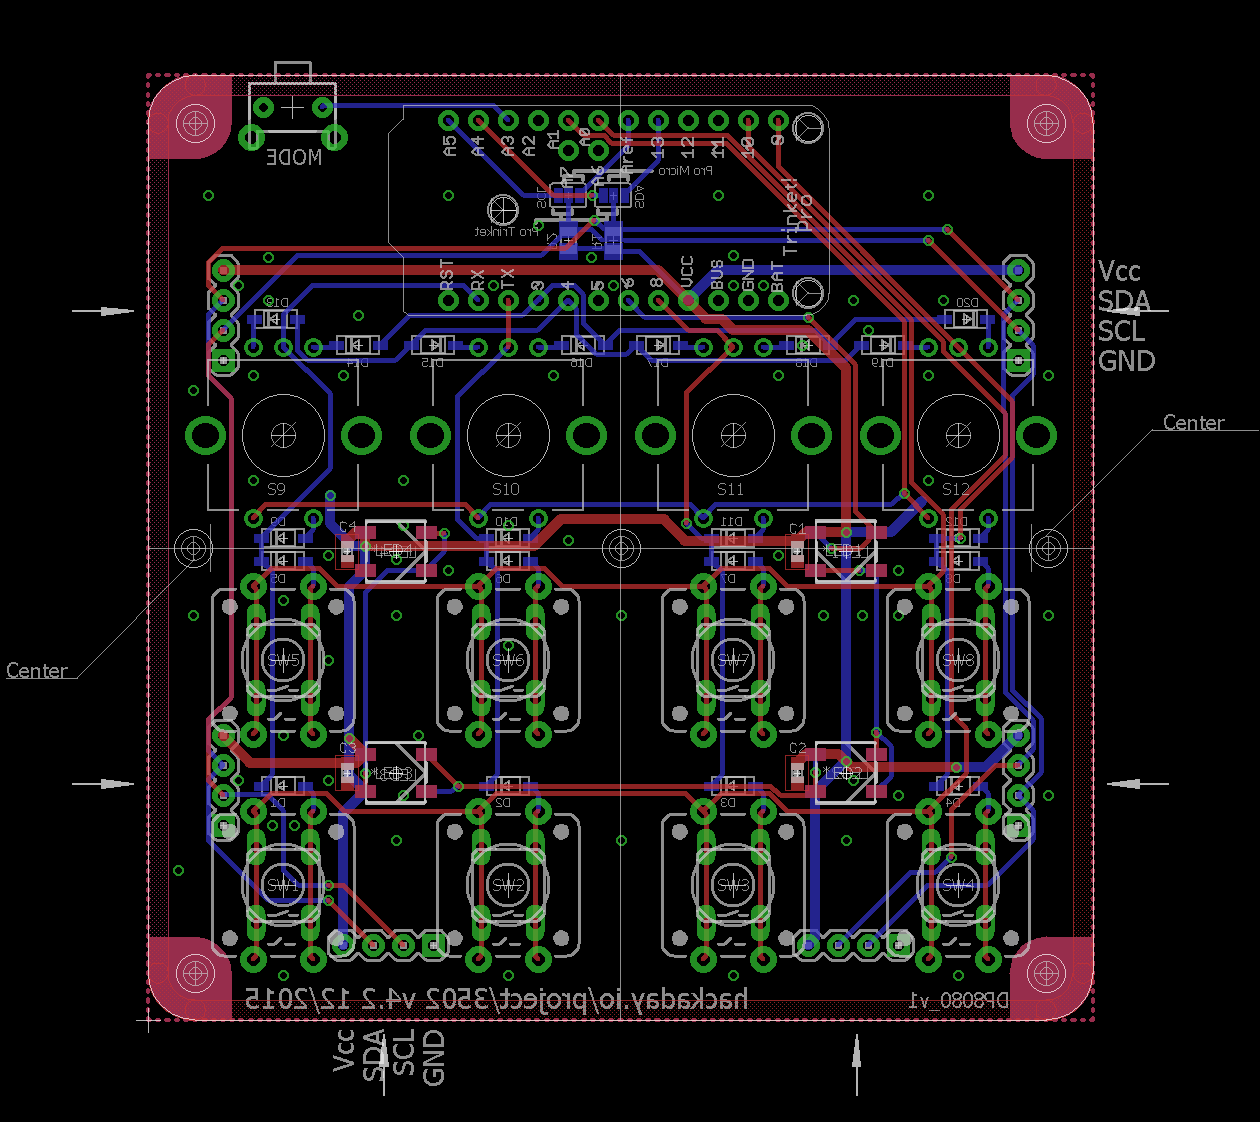 MODE
A5
A4
A3
A2
A1
A0
Aref
13
12
11
10
9
A7
A6
Pro Micro
Pro Trinket
Trinket!
pro
RST
RX
TX
3
4
5
6
8
VCC
BUS
GND
BAT
Vcc
SDA
SCL
GND
D13
D14
D15
D16
D17
D18
D19
D20
Center
S9
S10
S11
S12
D9
D10
D11
D12
C4
LED4
C1
LED1
D5
D6
D7
D8
SW5
SW6
SW7
SW8
Center
C3
LED3
C2
LED2
D1
D2
D3
D4
SW1
SW2
SW3
SW4
hackaday.io/project/3502 v4.2 12/2015
DP8080_v1
Vcc
SDA
SCL
GND